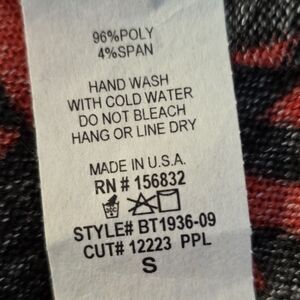 96%POLY
4%SPAN
HAND WASH
WITH COLD WATER
DO NOT BLEACH
HANG OR LINE DRY
MADE IN U.S.A.
RN # 156832
STYLE# BT1936-09
CUT# 12223 PPL
S